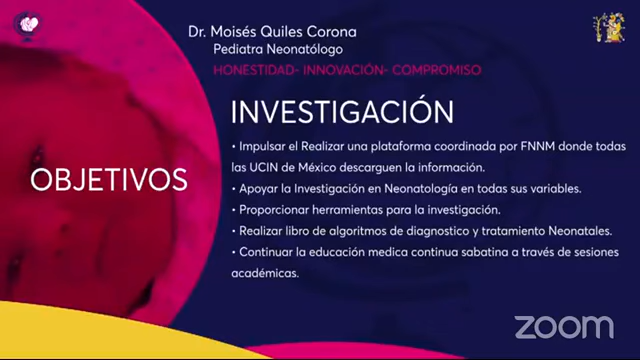 Dr. Moisés Quiles Corona
Pediatra Neonatólogo
HONESTIDAD- INNOVACIÓN- COMPROMISO
INVESTIGACIÓN
OBJETIVOS
• Impulsar el Realizar una plataforma coordinada por FNNM donde todas
las UCIN de México descarguen la información.
• Apoyar la Investigación en Neonatología en todas sus variables.
• Proporcionar herramientas para la investigación.
• Realizar libro de algoritmos de diagnostico y tratamiento Neonatales.
• Continuar la educación medica continua sabatina a través de sesiones
académicas.
zoom